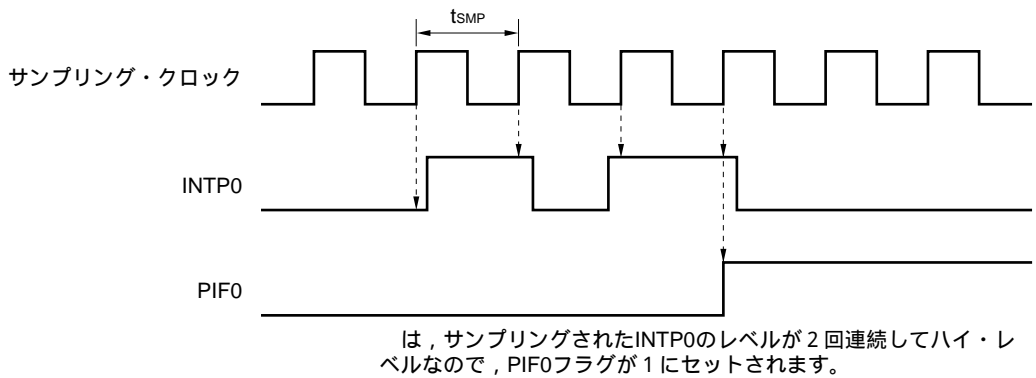 tSMP
サンプリング・クロック
INTP0
PIF0
は，サンプリングされたINTP0のレベルが2回連続してハイ・レ
ベルなので，PIF0フラグが1にセットされます。